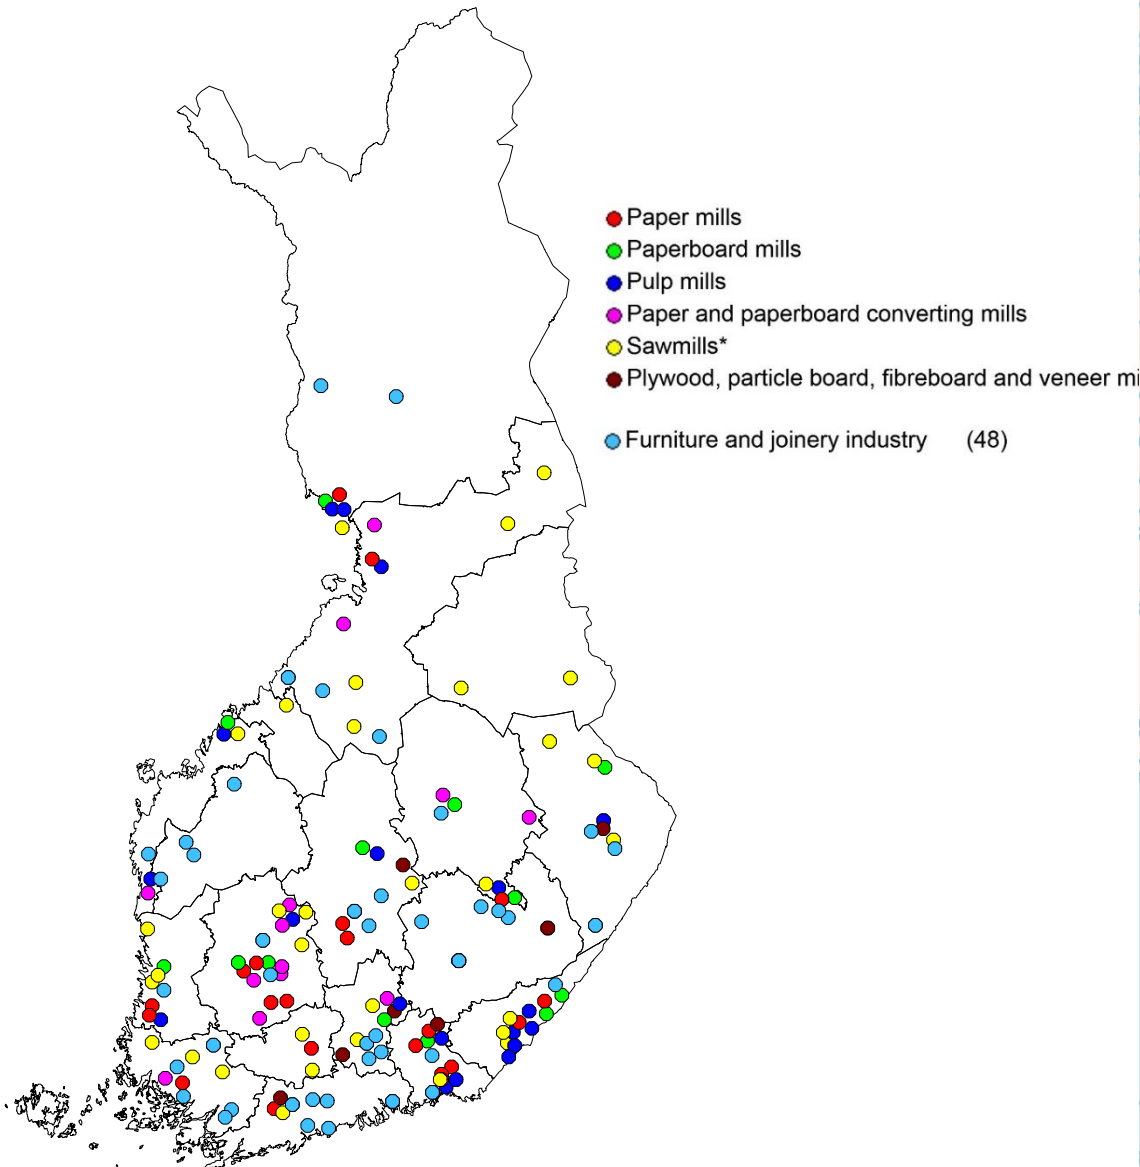 Paper mills
Paperboard mills
Pulp mills
Paper and paperboard converting mills
Sawmills*
Plywood, particle board, fibreboard and veneer mi
Furniture and joinery industry (48)